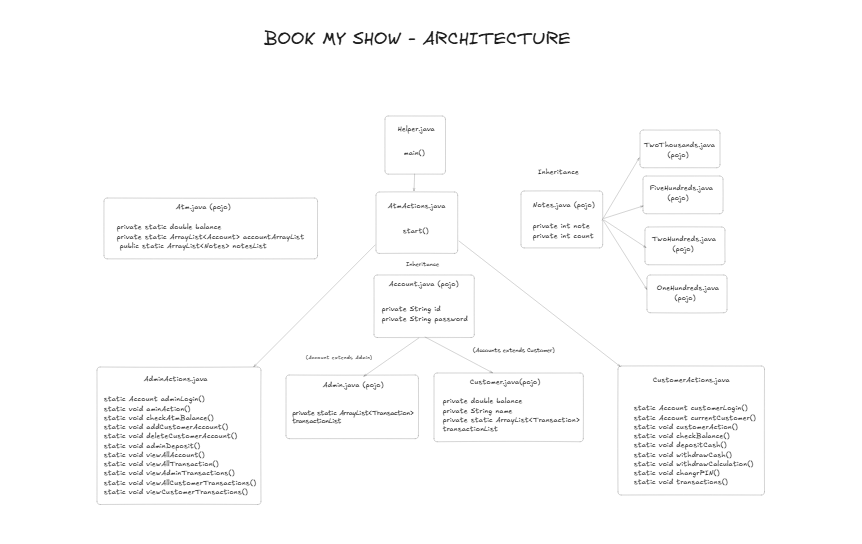 BOOK MY SHOW - ARCHITECTURE
Helper.java
main()
AtmActions.java
start()
Atm.java (pojo)
private static double balance
private static ArrayList<Account> accountArrayList
public static ArrayList<Notes> notesList
Inheritance
Notes.java (pojo)
private int note
private int count
TwoThousands.java
(pojo)
FiveHundreds.java
(pojo)
TwoHundreds.java
(pojo)
OneHundreds.java
(pojo)
Inheritance
Account.java (pojo)
private String id
private String password
(Account extends Admin)
(Accounts extends Customer)
AdminActions.java
static Account adminLogin()
static void aminAction()
static void checkAtmBalance()
static void addCustomerAccount()
static void deleteCustomerAccount()
static void adminDeposit()
static void viewAllAccount()
static void viewAllTransaction()
static void viewAdminTransactions()
static void viewAllCustomerTransactions()
static void viewCustomerTransactions()
Admin.java (pojo)
private static ArrayList<Transaction>
transactionList
Customer.java(pojo)
private double balance
private String name
private static ArrayList<Transaction>
transactionList
CustomerActions.java
static Account customerLogin()
static Account currentCustomer()
static void customerAction()
static void checkBalance()
static void depositCash()
static void withdrawCash()
static void withdrawCalculation()
static void changrPIN()
static void transactions()